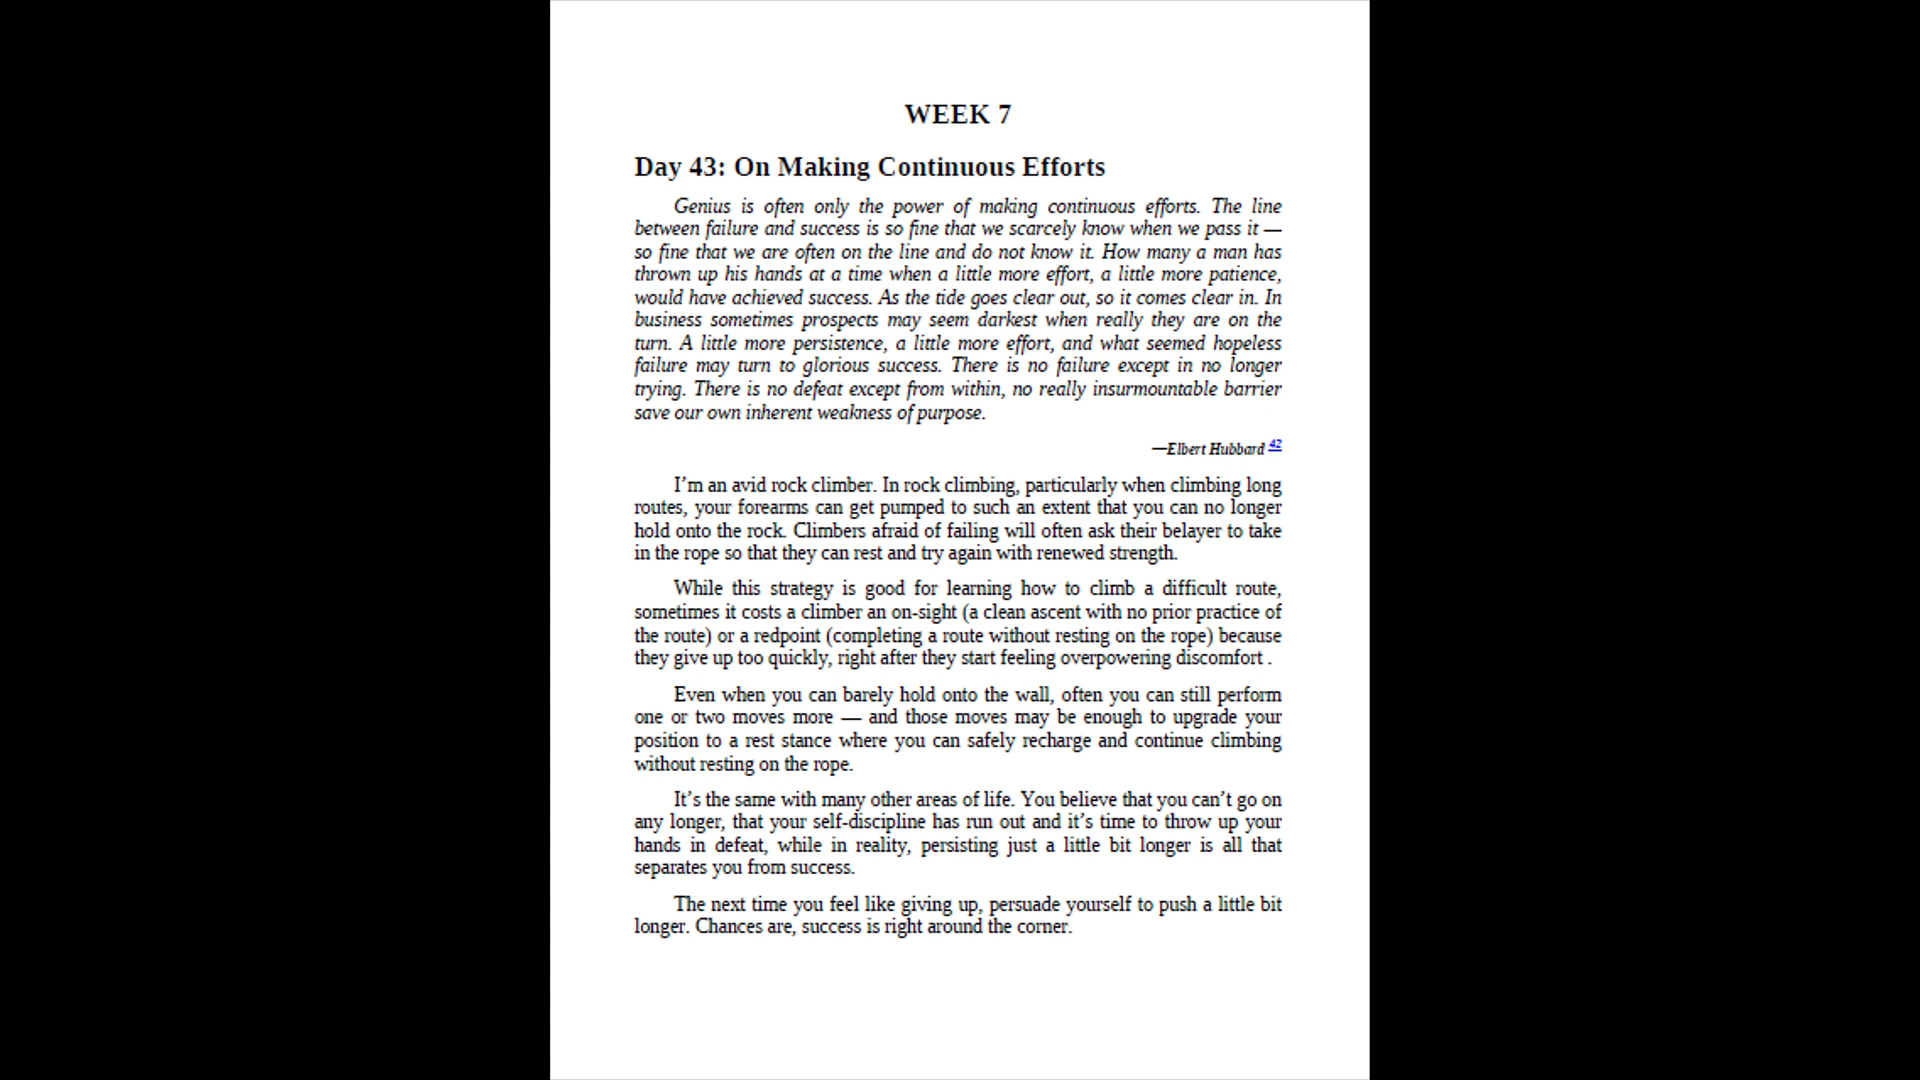 WEEK 7
Day 43: On Making Continuous Efforts
Genius is often only the power of making continuous efforts. The line
between failure and success is so fine that we scarcely know when we pass it —
so fine that we are often on the line and do not know it. How many a man has
thrown up his hands at a time when a little more effort, a little more patience,
would have achieved success. As the tide goes clear out, so it comes clear in. In
business sometimes prospects may seem darkest when really they are on the
turn. A little more persistence, a little more effort, and what seemed hopeless
failure may turn to glorious success. There is no failure except in no longer
trying. There is no defeat except from within, no really insurmountable barrier
save our own inherent weakness of purpose.
—Elbert Hubbard 42
I’m an avid rock climber. In rock climbing, particularly when climbing long
routes, your forearms can get pumped to such an extent that you can no longer
hold onto the rock. Climbers afraid of failing will often ask their belayer to take
in the rope so that they can rest and try again with renewed strength.
While this strategy is good for learning how to climb a difficult route,
sometimes it costs a climber an on-sight (a clean ascent with no prior practice of
the route) or a redpoint (completing a route without resting on the rope) because
they give up too quickly, right after they start feeling overpowering discomfort .
Even when you can barely hold onto the wall, often you can still perform
one or two moves more — and those moves may be enough to upgrade your
position to a rest stance where you can safely recharge and continue climbing
without resting on the rope.
It’s the same with many other areas of life. You believe that you can’t go on
any longer, that your self-discipline has run out and it’s time to throw up your
hands in defeat, while in reality, persisting just a little bit longer is all that
separates you from success.
The next time you feel like giving up, persuade yourself to push a little bit
longer. Chances are, success is right around the corner.